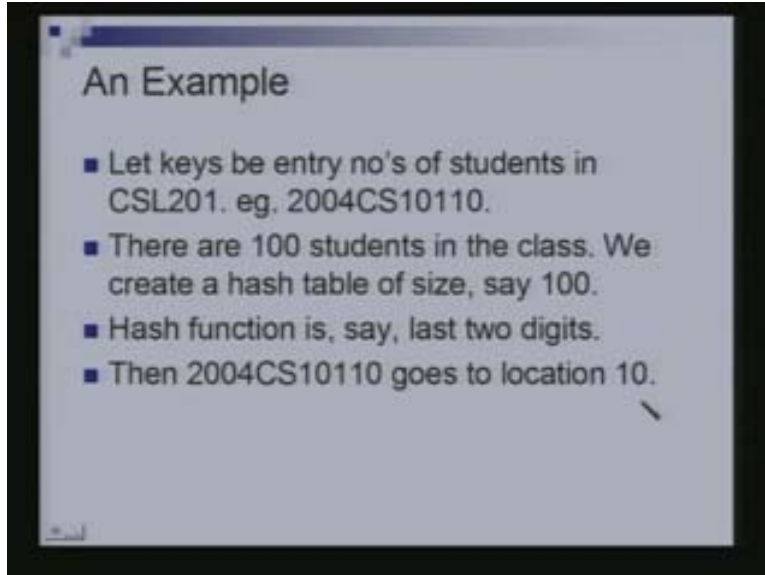 An Example
■ Let keys be entry no's of students in
CSL201. eg. 2004CS10110.
■ There are 100 students in the class. We
create a hash table of size, say 100.
■ Hash function is, say, last two digits.
■ Then 2004CS10110 goes to location 10.